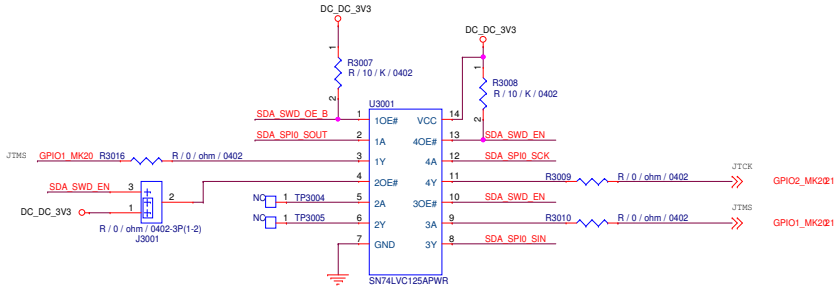 DC_DC_3V3
DC_DC_3V3
1
R3007
R / 10 / K / 0402
2
1
R3008
R / 10 / K / 0402
2
U3001
SDA_SWD_OE_B 1 1OE# VCC 14
SDA_SPI0_SOUT 2 1A 4OE# 13 SDA_SWD_EN
JTMS GPIO1_MK20 R3016 R / 0 / ohm / 0402 3 1Y 4A 12 SDA_SPI0_SCK
4 2OE# 4Y 11 R3009 R / 0 / ohm / 0402 JTCK GPIO2_MK20
SDA_SWD_EN 3 2
NC 1 TP3004 5 2A 3OE# 10 SDA_SWD_EN
DC_DC_3V3 1
NC 1 TP3005 6 2Y 3A 9 R3010 R / 0 / ohm / 0402 JTMS GPIO1_MK20
R / 0 / ohm / 0402-3P(1-2)
J3001
7 GND 3Y 8 SDA_SPI0_SIN
SN74LVC125APWR